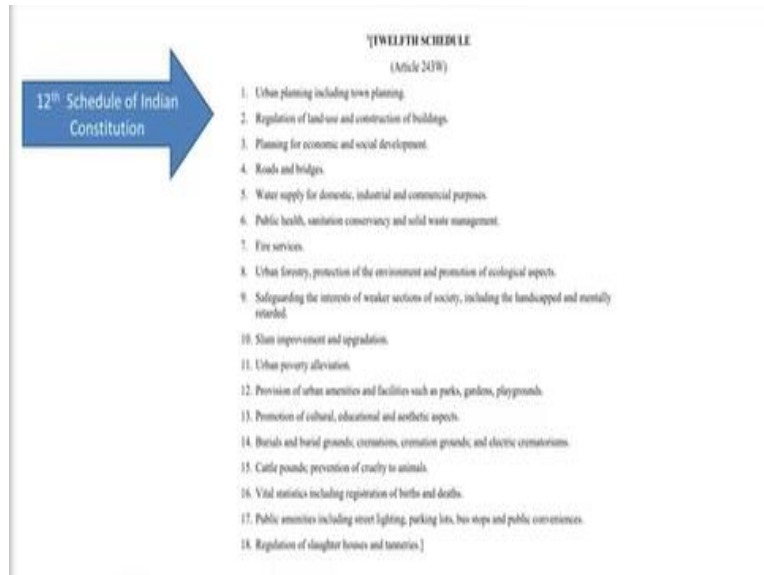 12th Schedule of Indian
Constitution
¹[TWELFTH SCHEDULE
(Article 243W)
1. Urban planning including town planning.
2. Regulation of land-use and construction of buildings.
3. Planning for economic and social development.
4. Roads and bridges.
5. Water supply for domestic, industrial and commercial purposes.
6. Public health, sanitation conservancy and solid waste management.
7. Fire services.
8. Urban forestry, protection of the environment and promotion of ecological aspects.
9. Safeguarding the interests of weaker sections of society, including the handicapped and mentally
retarded.
10. Slum improvement and upgradation.
11. Urban poverty alleviation.
12. Provision of urban amenities and facilities such as parks, gardens, playgrounds.
13. Promotion of cultural, educational and aesthetic aspects.
14. Burials and burial grounds; cremations, cremation grounds; and electric crematoriums.
15. Cattle pounds; prevention of cruelty to animals.
16. Vital statistics including registration of births and deaths.
17. Public amenities including street lighting, parking lots, bus stops and public conveniences.
18. Regulation of slaughter houses and tanneries.]